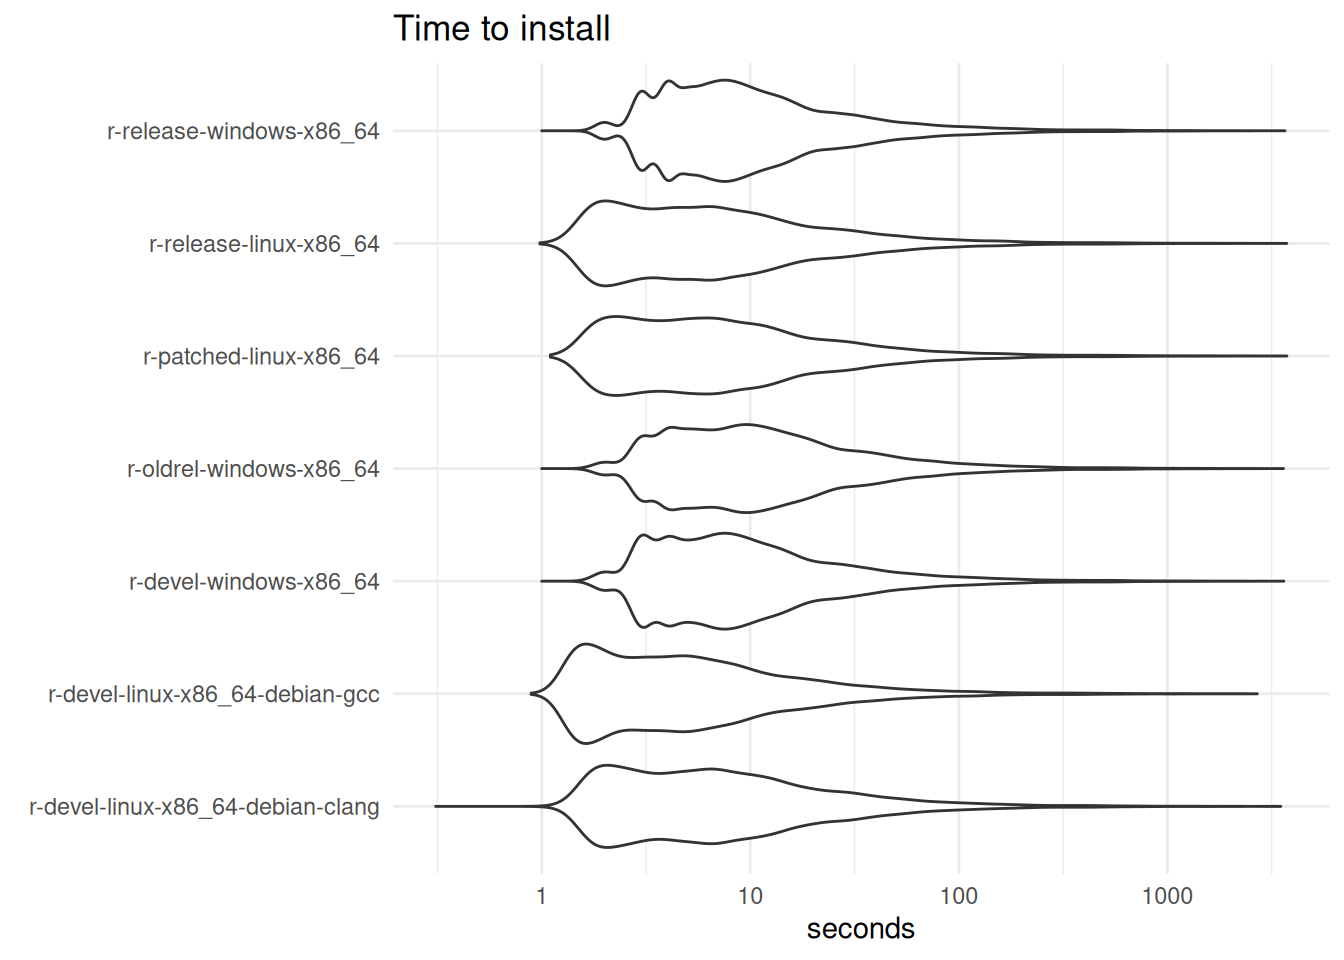 Time to install
r-release-windows-x86_64
r-release-linux-x86_64
r-patched-linux-x86_64
r-oldrel-windows-x86_64
r-devel-windows-x86_64
r-devel-linux-x86_64-debian-gcc
r-devel-linux-x86_64-debian-clang
1 10 100 1000
seconds